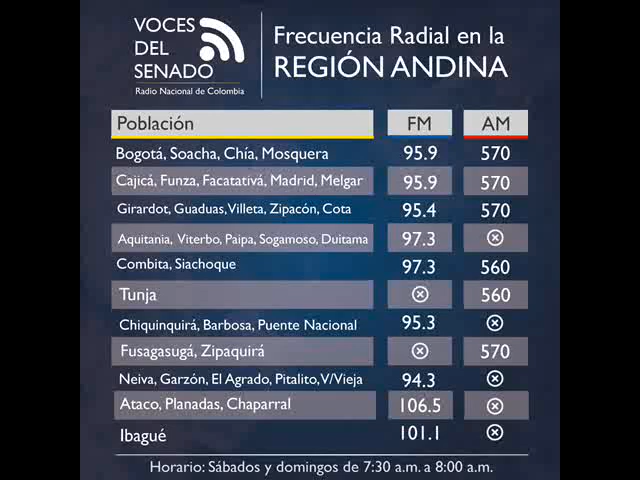 VOCES
DEL
SENADO
Radio Nacional de Colombia
Frecuencia Radial en la
REGIÓN ANDINA
Población FM AM
Bogotá, Soacha, Chía, Mosquera 95.9 570
Cajicá, Funza, Facatativá, Madrid, Melgar 95.9 570
Girardot, Guaduas,Villeta, Zipacón, Cota 95.4 570
Aquitania, Viterbo, Paipa, Sogamoso, Duitama 97.3 ⊗
Combita, Siachoque 97.3 560
Tunja ⊗ 560
Chiquinquirá, Barbosa, Puente Nacional 95.3 ⊗
Fusagasugá, Zipaquirá ⊗ 570
Neiva, Garzón, El Agrado, Pitalito,V/Vieja 94.3 ⊗
Ataco, Planadas, Chaparral 106.5 ⊗
Ibagué 101.1 ⊗
Horario: Sábados y domingos de 7:30 a.m. a 8:00 a.m.